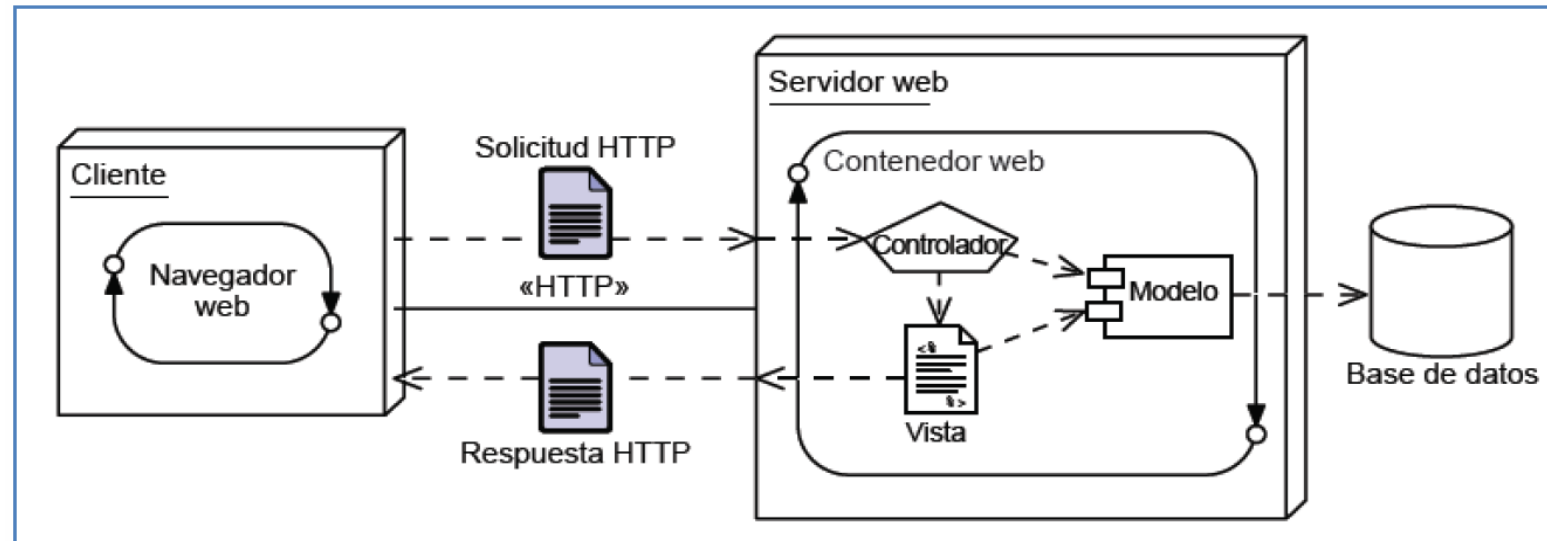 Servidor web
Solicitud HTTP
Contenedor web
Cliente
Navegador
web
Controlador
«HTTP»
Modelo
<%
%>
Vista
Base de datos
Respuesta HTTP